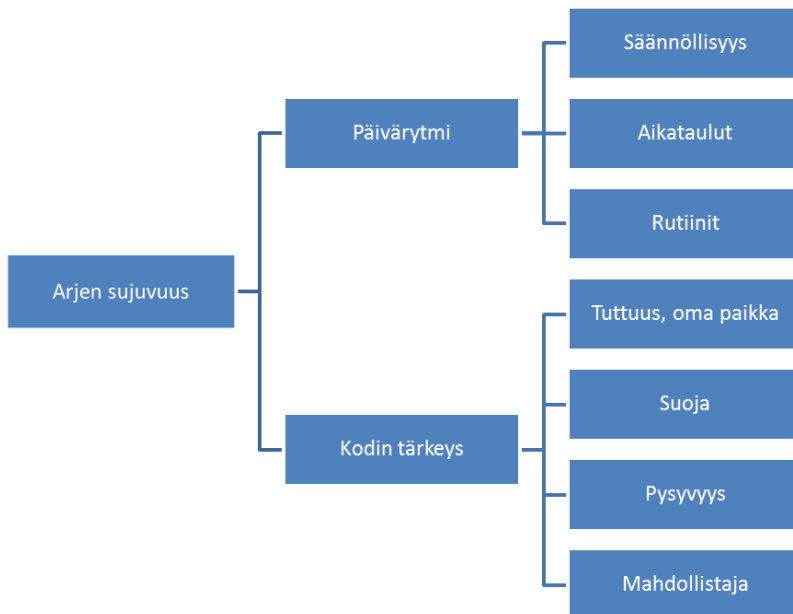 Arjen sujuvuus
Päivärytmi
Säännöllisyys
Aikataulut
Rutiinit
Kodin tärkeys
Tuttuus, oma paikka
Suoja
Pysyvyys
Mahdollistaja